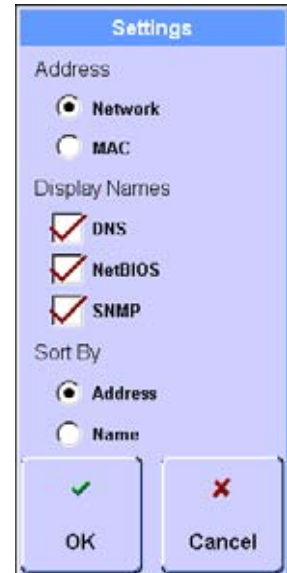 Settings
Address
Network
MAC
Display Names
DNS
NetBIOS
SNMP
Sort By
Address
Name
OK Cancel